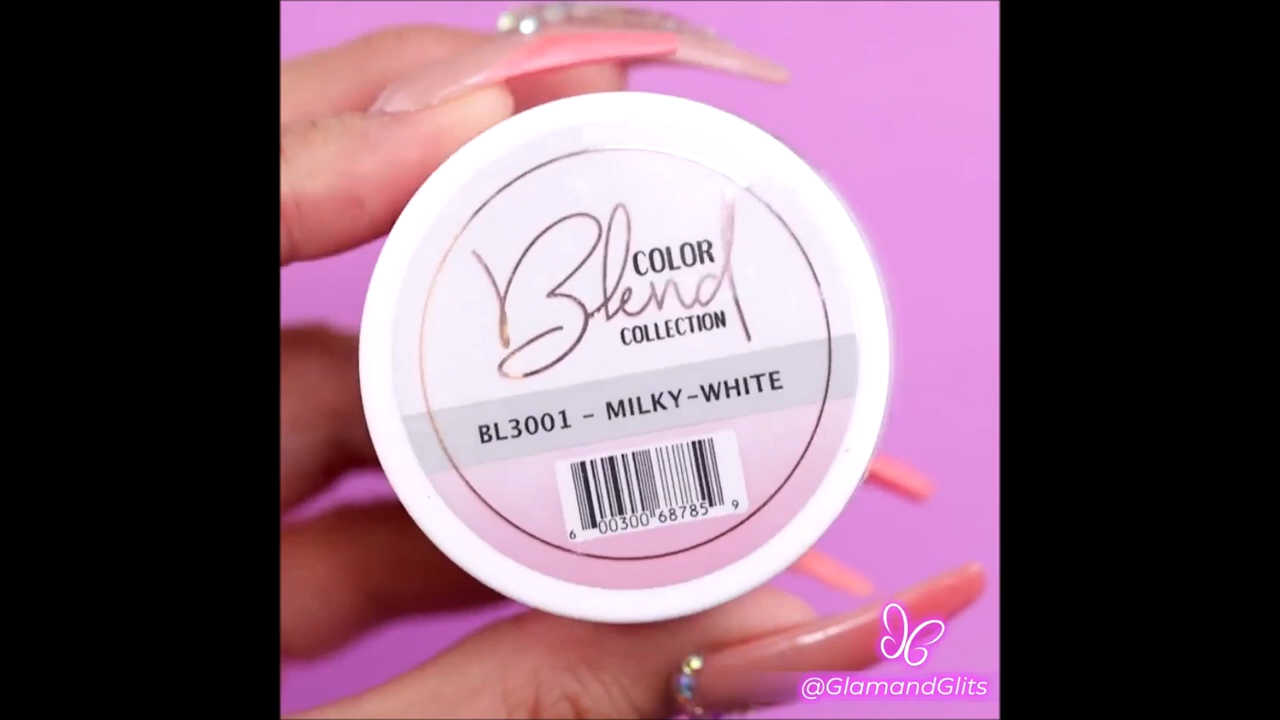 COLOR
Blend
COLLECTION
BL3001 - MILKY-WHITE
6 00300 68785 9
@GlamandGlits